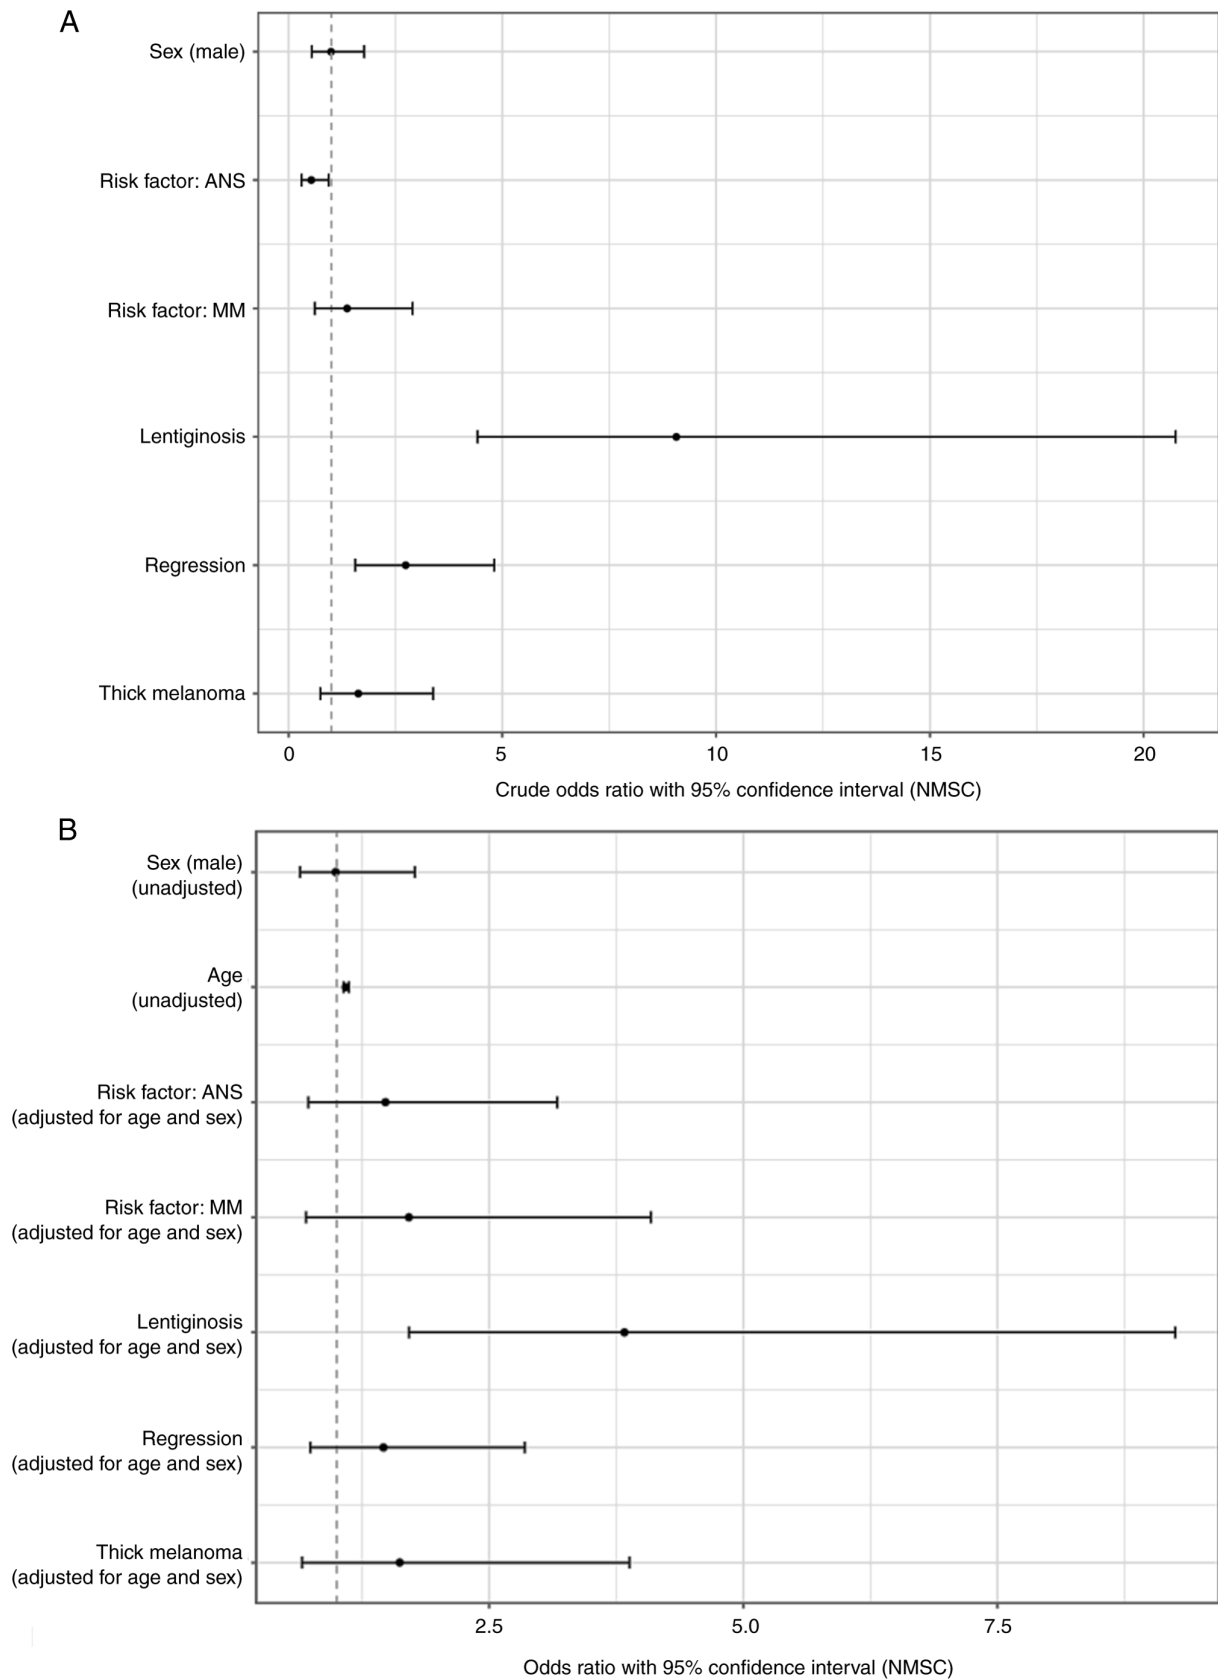 A
Sex (male)
Risk factor: ANS
Risk factor: MM
Lentiginosis
Regression
Thick melanoma
0 5 10 15 20
Crude odds ratio with 95% confidence interval (NMSC)
B
Sex (male)
(unadjusted)
Age
(unadjusted)
Risk factor: ANS
(adjusted for age and sex)
Risk factor: MM
(adjusted for age and sex)
Lentiginosis
(adjusted for age and sex)
Regression
(adjusted for age and sex)
Thick melanoma
(adjusted for age and sex)
2.5 5.0 7.5
Odds ratio with 95% confidence interval (NMSC)